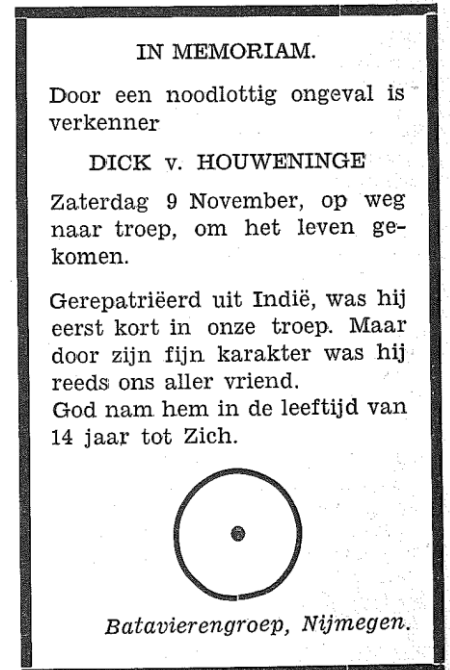 IN MEMORIAM.
Door een noodlottig ongeval is
verkenner
DICK v. HOUWENINGE
Zaterdag 9 November, op weg
naar troep, om het leven ge-
komen.
Gerepatriëerd uit Indië, was hij
eerst kort in onze troep. Maar
door zijn fijn karakter was hij
reeds ons aller vriend.
God nam hem in de leeftijd van
14 jaar tot Zich.
Batavierengroep, Nijmegen.